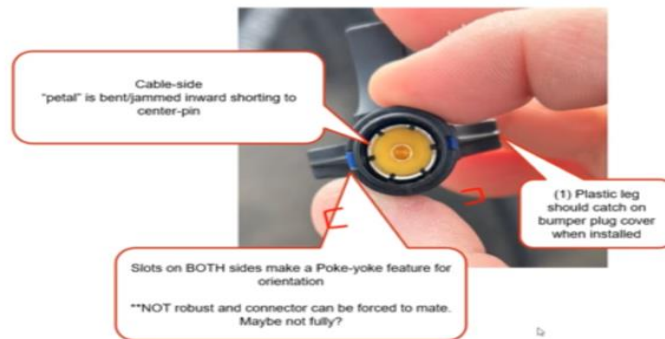 Cable-side
“petal” is bent/jammed inward shorting to
center-pin
(1) Plastic leg
should catch on
bumper plug cover
when installed
Slots on BOTH sides make a Poke-yoke feature for
orientation
**NOT robust and connector can be forced to mate.
Maybe not fully?